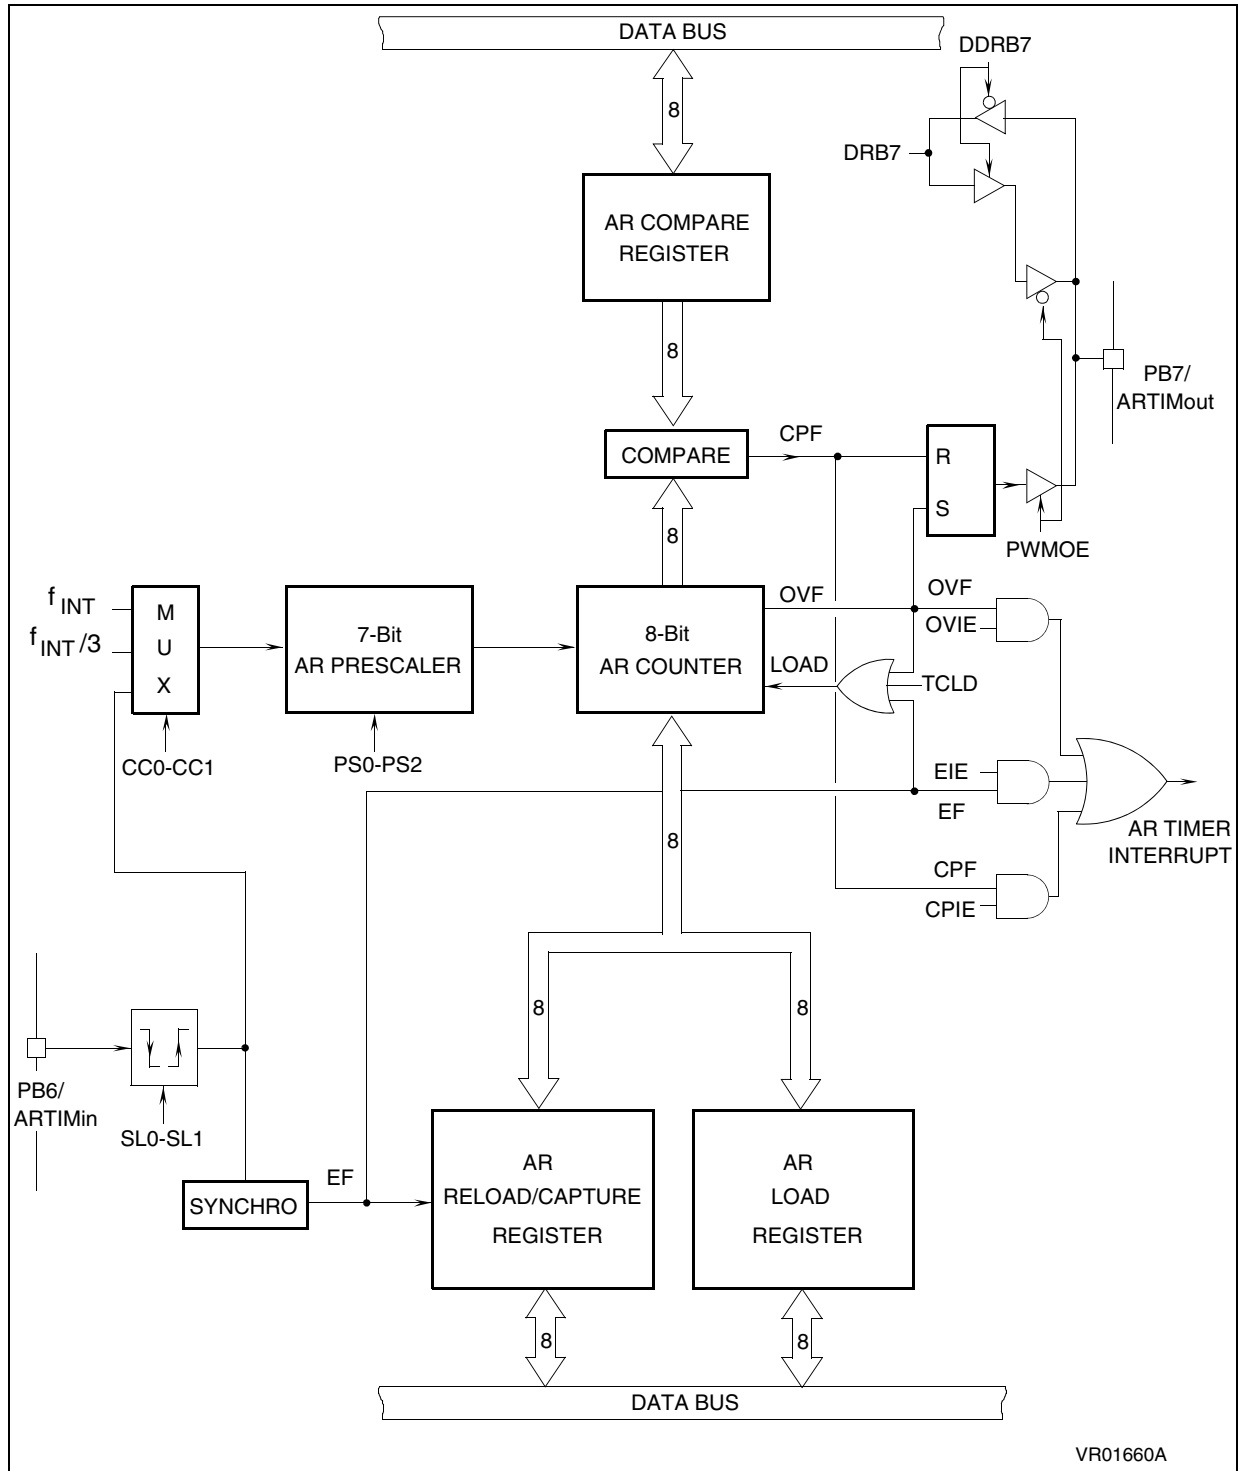 DATA BUS
DDRB7
8
DRB7
AR COMPARE
REGISTER
8
PB7/
ARTIMout
CPF
COMPARE
R
S
8
PWMOE
f INT
f INT /3
M
U
X
7-Bit
AR PRESCALER
8-Bit
AR COUNTER
OVF
OVF
OVIE
LOAD
TCLD
CC0-CC1
PS0-PS2
EIE
EF
8
AR TIMER
INTERRUPT
CPF
CPIE
8
8
PB6/
ARTIMin
SL0-SL1
EF
SYNCHRO
AR
RELOAD/CAPTURE
REGISTER
AR
LOAD
REGISTER
8
8
DATA BUS
VR01660A